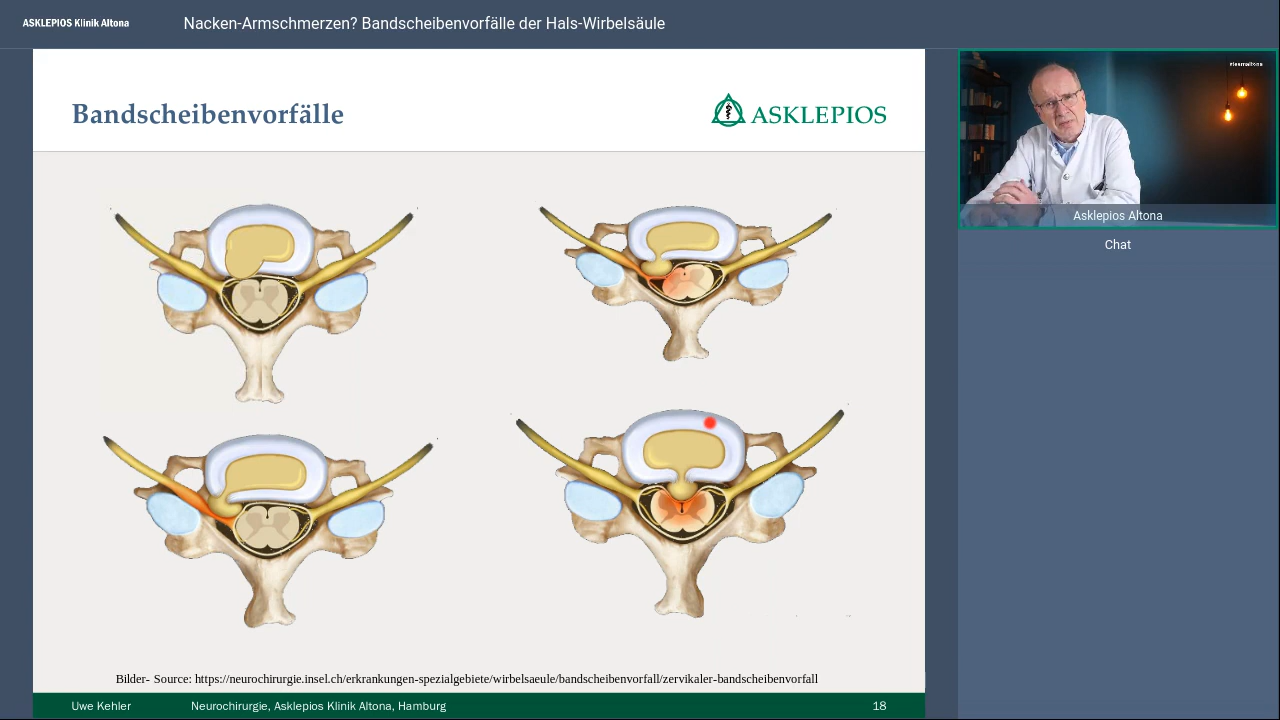 ASKLEPIOS Klinik Altona
Nacken-Armschmerzen? Bandscheibenvorfälle der Hals-Wirbelsäule
Bandscheibenvorfälle
ASKLEPIOS
#teamaltona
Asklepios Altona
Chat
Bilder- Source: https://neurochirurgie.insel.ch/erkrankungen-spezialgebiete/wirbelsaeule/bandscheibenvorfall/zervikaler-bandscheibenvorfall
Uwe Kehler Neurochirurgie, Asklepios Klinik Altona, Hamburg 18